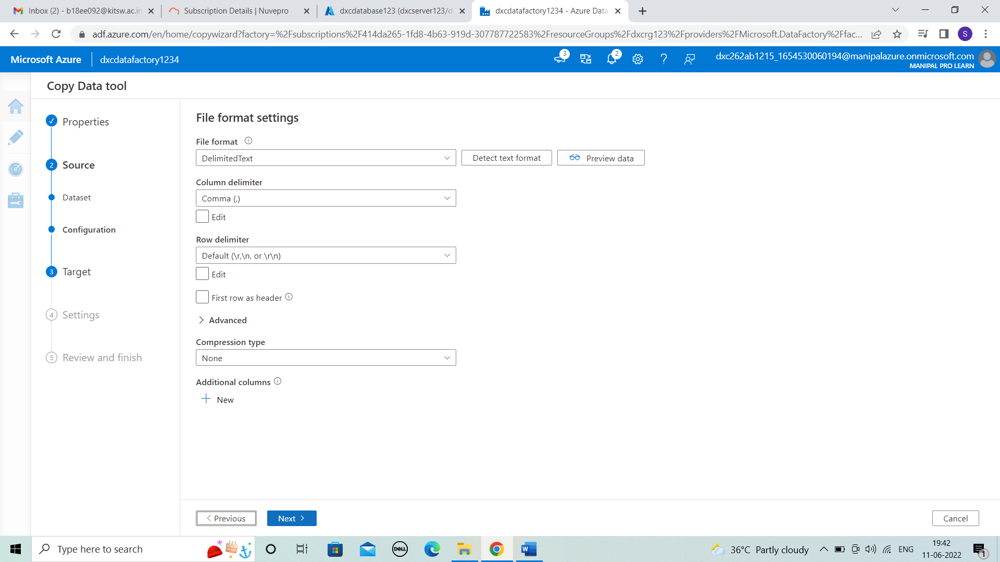 Inbox (2) - b18ee092@kitsw.ac.in
Subscription Details | Nuvepro
dxcdatabase123 (dxcserver123/d
dxcdatafactory1234 - Azure Data
adf.azure.com/en/home/copywizard?factory=%2Fsubscriptions%2F414da265-1fd8-4b63-919d-307787722583%2FresourceGroups%2Fdxcrg123%2Fproviders%2FMicrosoft.DataFactory%2Ffac...
S
Microsoft Azure
dxcdatafactory1234
3
2
dxc262ab1215_1654530060194@manipalazure.onmicrosoft.com
MANIPAL PRO LEARN
Copy Data tool
Properties
2 Source
Dataset
Configuration
3 Target
4 Settings
5 Review and finish
File format settings
File format
DelimitedText
Detect text format
Preview data
Column delimiter
Comma (,)
Edit
Row delimiter
Default (\r,\n, or \r\n)
Edit
First row as header
Advanced
Compression type
None
Additional columns
New
Previous
Next
Cancel
Type here to search
DELL
W
36°C Partly cloudy
ENG
19:42
11-06-2022
1